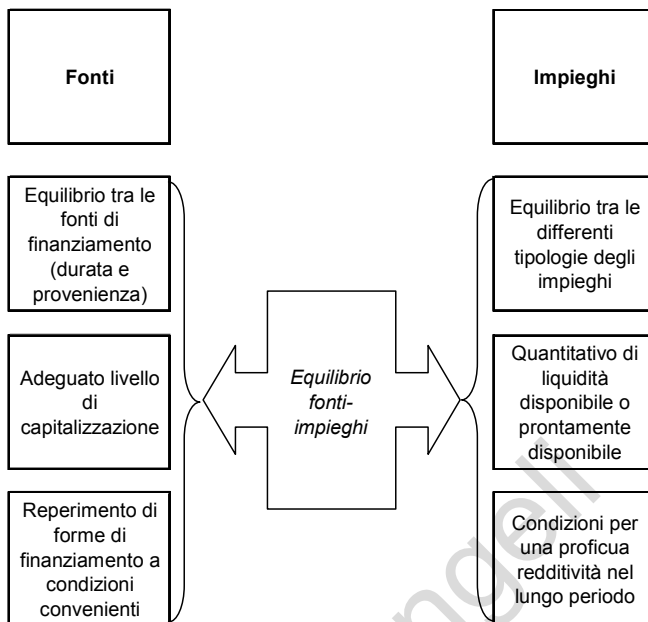 Fonti
Impieghi
Equilibrio tra le
fonti di
finanziamento
(durata e
provenienza)
Equilibrio tra le
differenti
tipologie degli
impieghi
Adeguato livello
di
capitalizzazione
Equilibrio
fonti-
impieghi
Quantitativo di
liquidità
disponibile o
prontamente
disponibile
Reperimento di
forme di
finanziamento a
condizioni
convenienti
Condizioni per
una proficua
redditività nel
lungo periodo